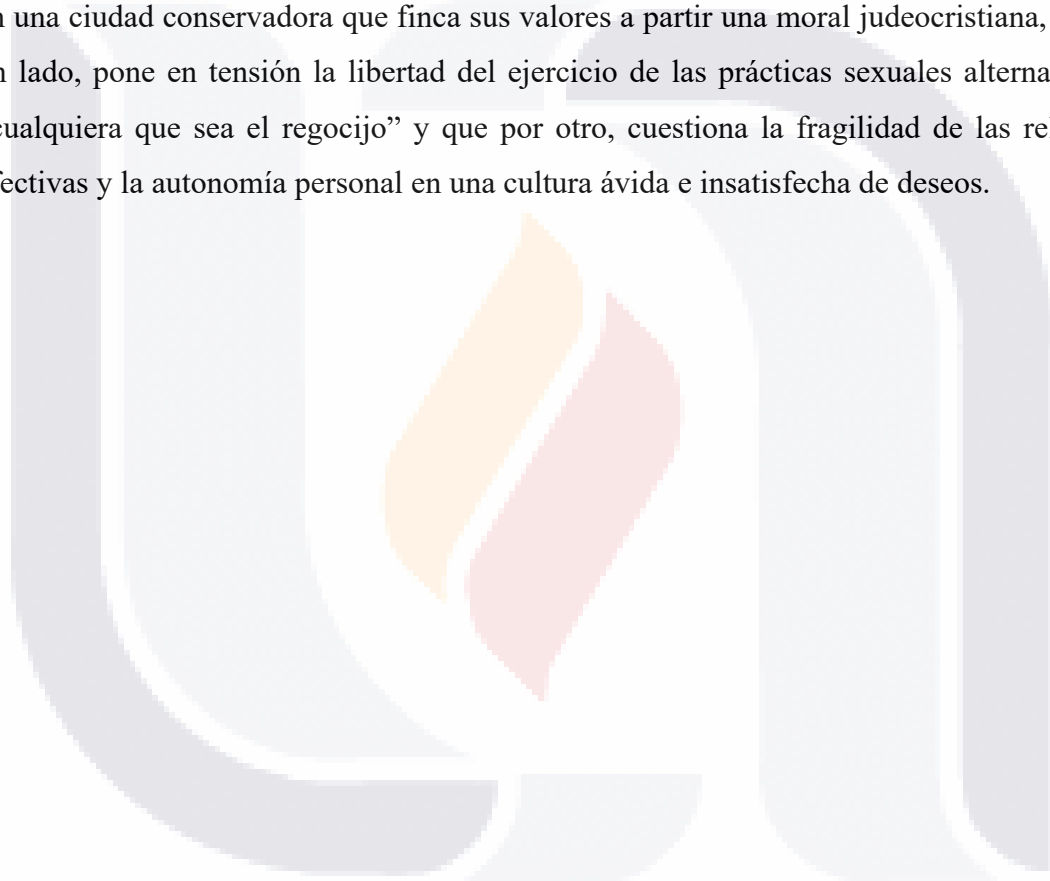 una ciudad conservadora que finca sus valores a partir una moral judeocristiana,
lado, pone en tensión la libertad del ejercicio de las prácticas sexuales alterna
cualquiera que sea el regocijo” y que por otro, cuestiona la fragilidad de las re
fectivas y la autonomía personal en una cultura ávida e insatisfecha de deseos.